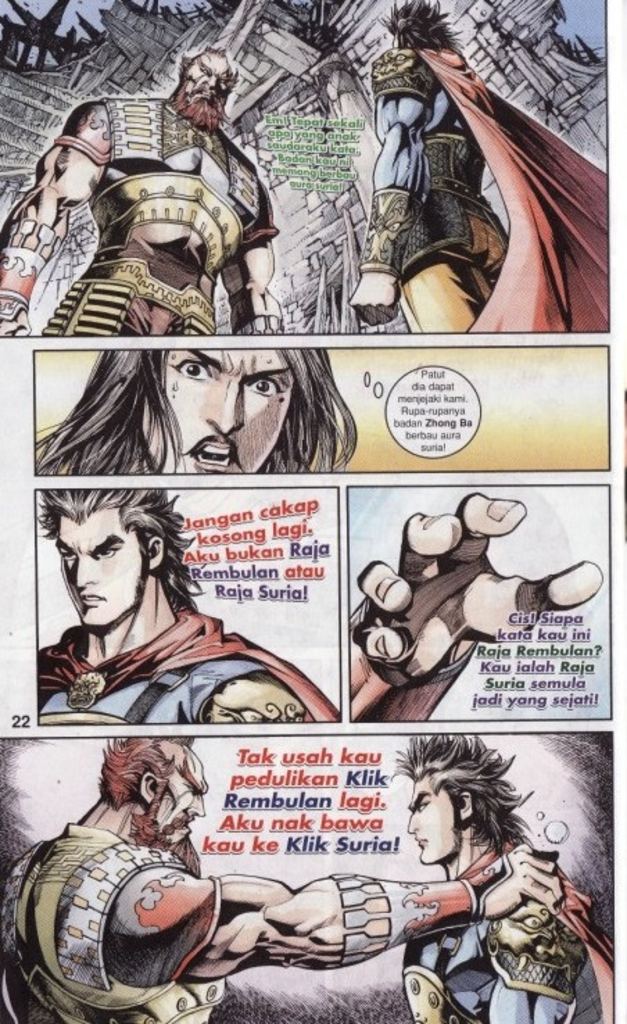 Em! Tepat sekali
apa yang anak
saudaraku kata.
Badan kau ni
memang berbau
aura suria!
Patut
dia dapat
menjejaki kami.
Rupa-rupanya
badan Zhong Ba
berbau aura
suria!
Jangan cakap
kosong lagi.
Aku bukan Raja
Rembulan atau
Raja Suria!
Cis! Siapa
kata kau ini
Raja Rembulan?
Kau ialah Raja
Suria semula
jadi yang sejati!
22
Tak usah kau
pedulikan Klik
Rembulan lagi.
Aku nak bawa
kau ke Klik Suria!